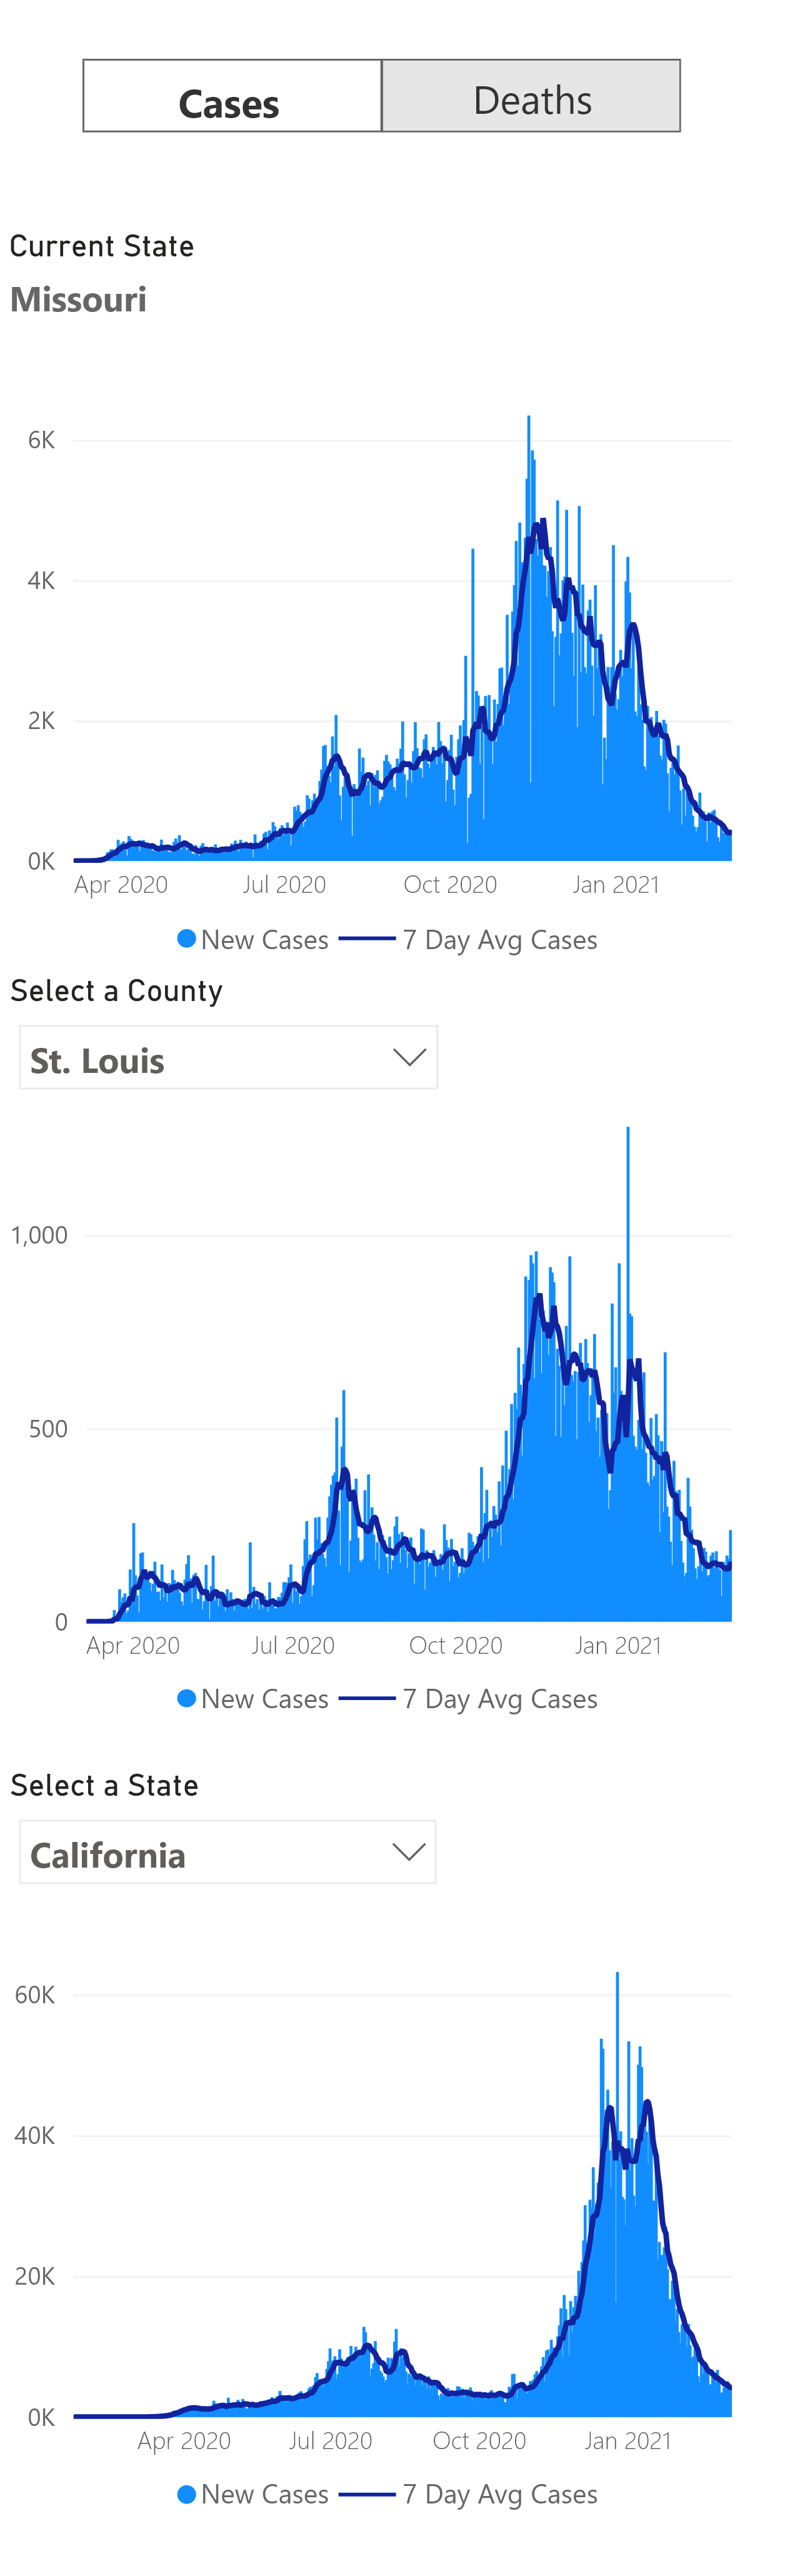 Cases Deaths
Current State
Missouri
6K
4K
2K
0K
Apr 2020 Jul 2020 Oct 2020 Jan 2021
New Cases 7 Day Avg Cases
Select a County
St. Louis
1,000
500
0
Apr 2020 Jul 2020 Oct 2020 Jan 2021
New Cases 7 Day Avg Cases
Select a State
California
60K
40K
20K
0K
Apr 2020 Jul 2020 Oct 2020 Jan 2021
New Cases 7 Day Avg Cases